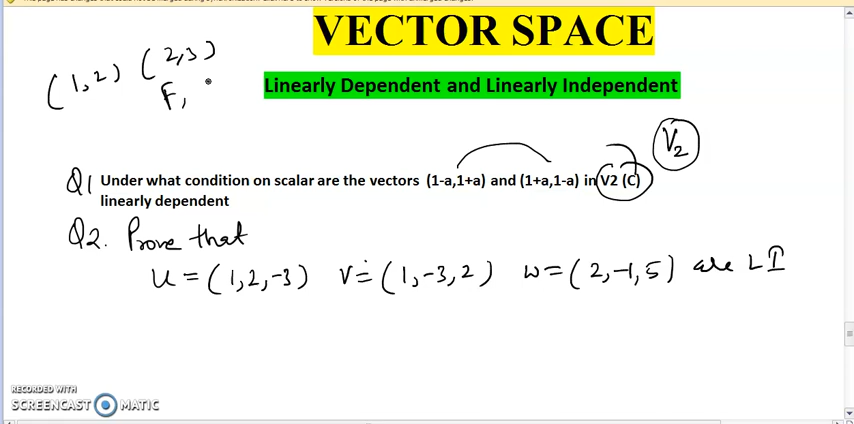 VECTOR SPACE
(1,2) (2,3)
F,
Linearly Dependent and Linearly Independent
V2
Q1 Under what condition on scalar are the vectors (1-a,1+a) and (1+a,1-a) in V2 (C)
linearly dependent
Q2. Prove that
u = (1,2,-3) v = (1,-3,2) w = (2,-1,5) are LI
RECORDED WITH
SCREENCAST MATIC